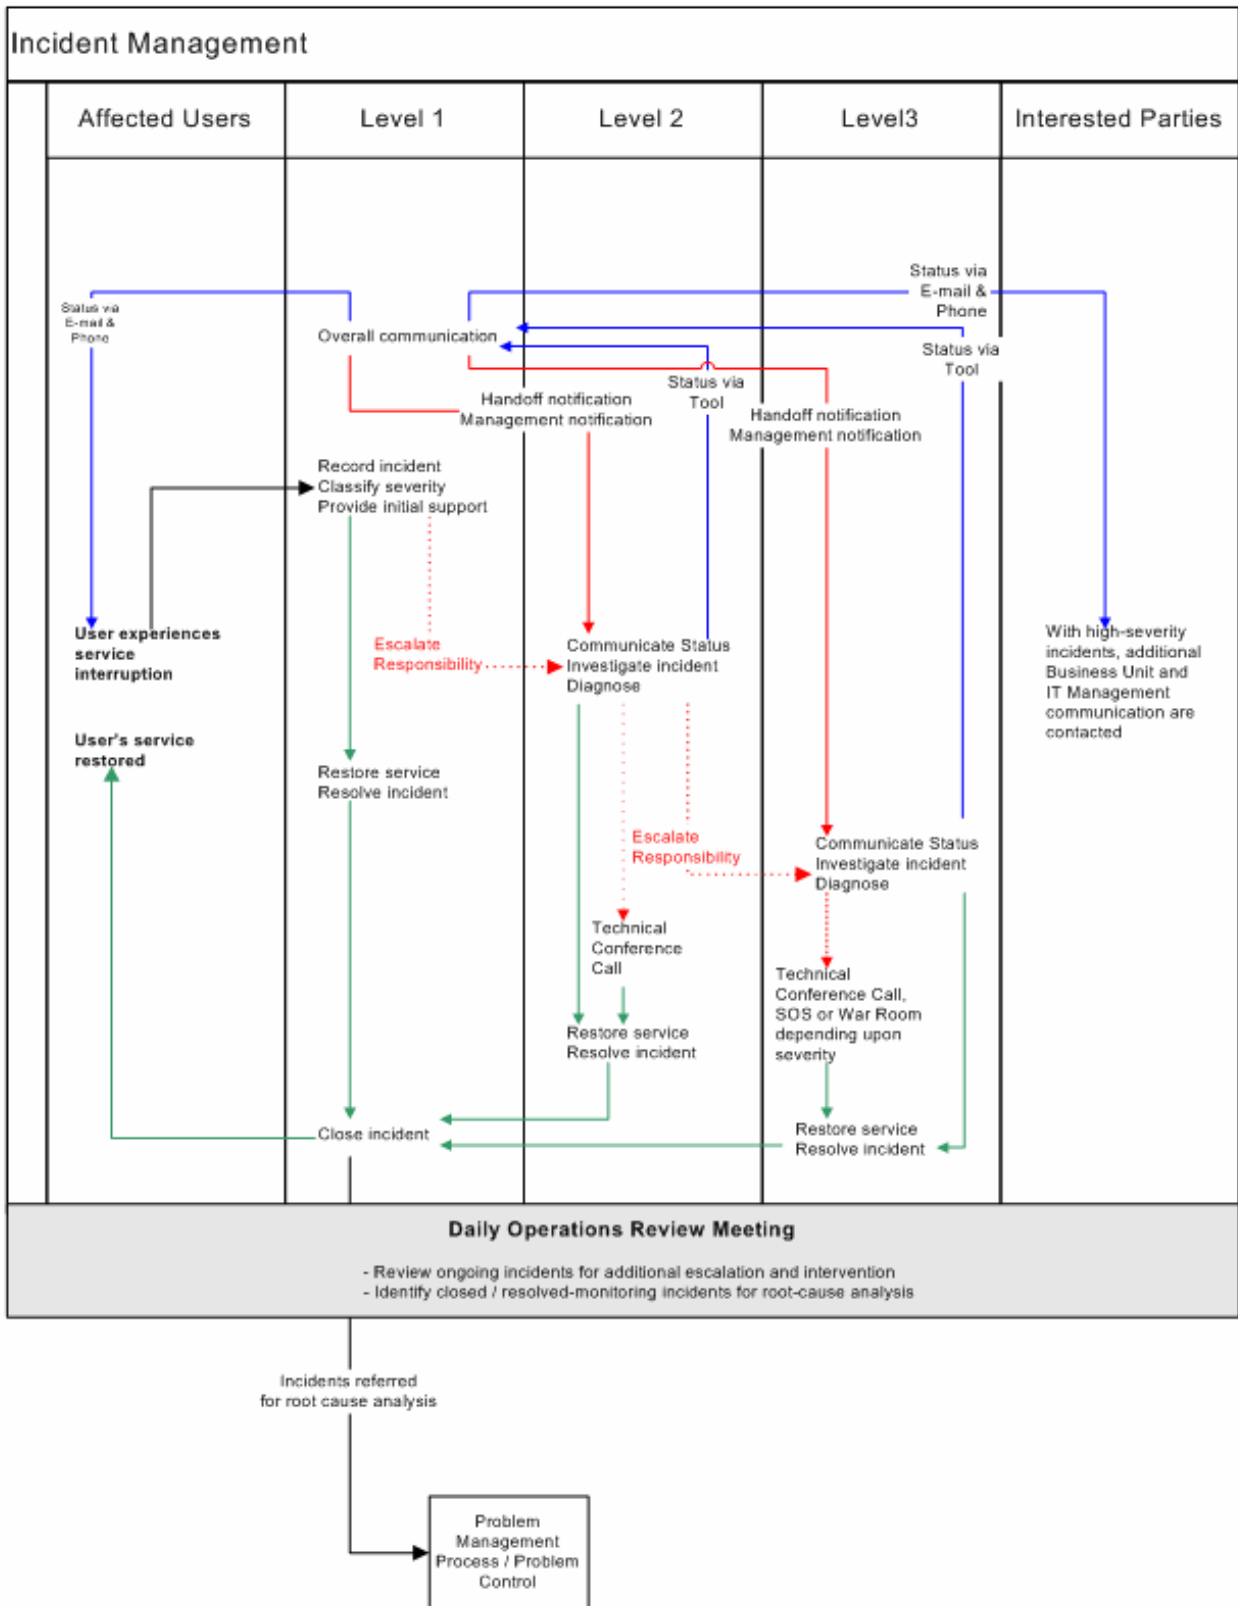 Incident Management
Affected Users
Level 1
Level 2
Level3
Interested Parties
Status via
E-mail &
Phone
Status via
E-mail &
Phone
Overall communication
Status via
Tool
Status via
Tool
Handoff notification
Management notification
Handoff notification
Management notification
Record incident
Classify severity
Provide initial support
User experiences
service
interruption
Escalate
Responsibility
Communicate Status
Investigate incident
Diagnose
With high-severity
incidents, additional
Business Unit and
IT Management
communication are
contacted
User's service
restored
Restore service
Resolve incident
Escalate
Responsibility
Communicate Status
Investigate incident
Diagnose
Technical
Conference
Call
Technical
Conference Call,
SOS or War Room
depending upon
severity
Restore service
Resolve incident
Close incident
Restore service
Resolve incident
Daily Operations Review Meeting
- Review ongoing incidents for additional escalation and intervention
- Identify closed / resolved-monitoring incidents for root-cause analysis
Incidents referred
for root cause analysis
Problem
Management
Process / Problem
Control